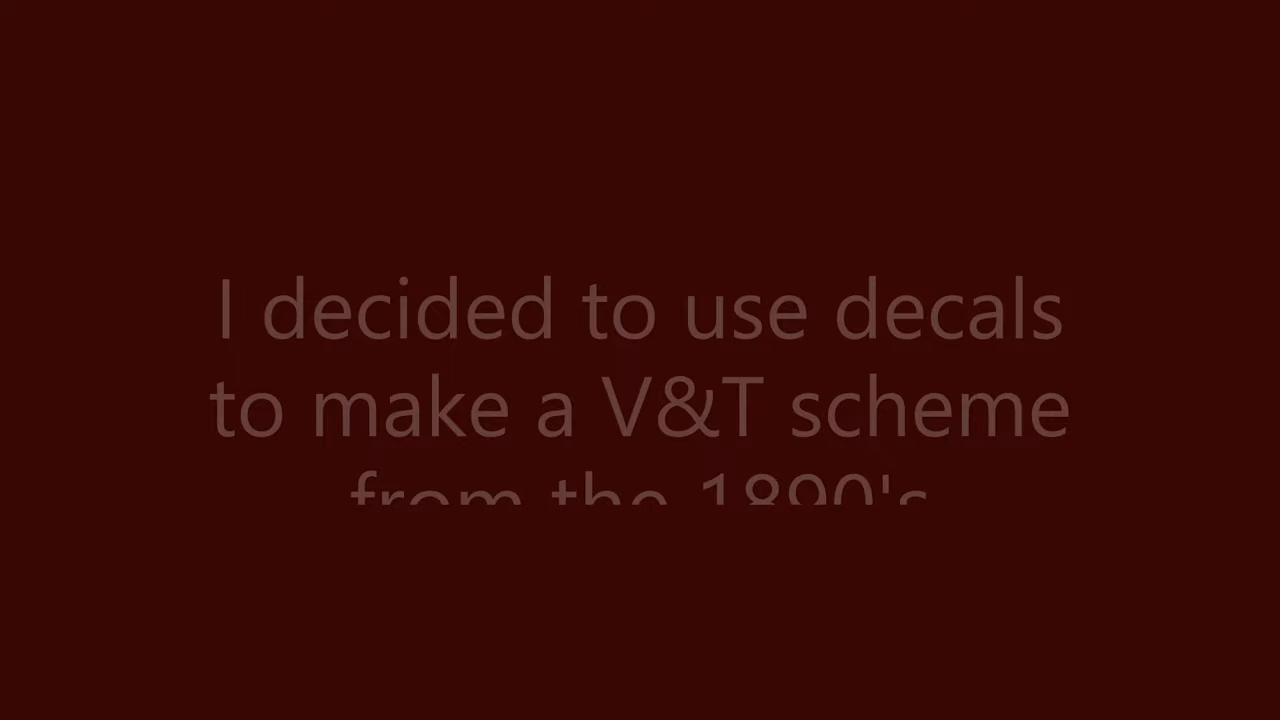 I decided to use decals
to make a V&T scheme
from the 1890's